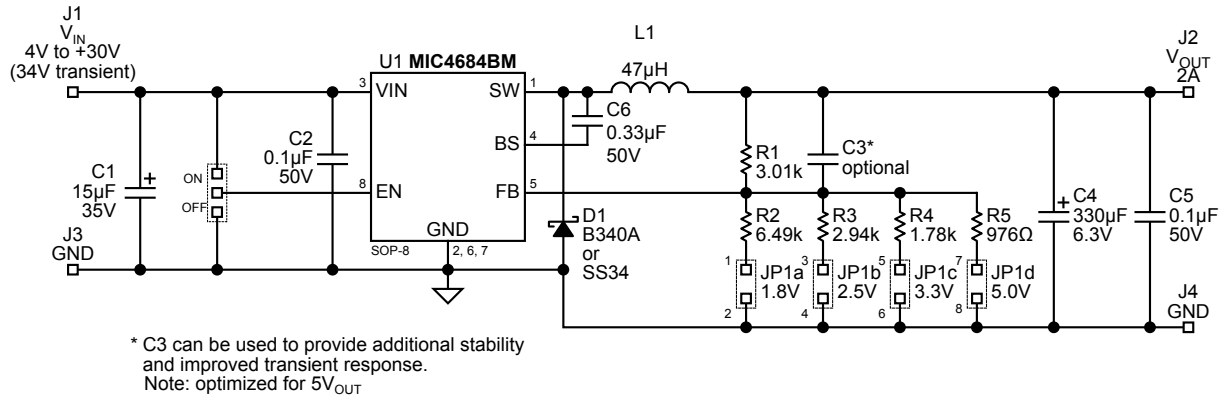 J1
V_IN
4V to +30V
(34V transient)
U1 MIC4684BM
L1
47µH
J2
V_OUT
2A
3
VIN
SW
1
C6
0.33µF
50V
BS
4
C2
0.1µF
50V
C1
15µF
35V
+
ON
OFF
8
EN
FB
5
R1
3.01k
C3*
optional
J3
GND
GND
SOP-8
2, 6, 7
D1
B340A
or
SS34
R2
6.49k
R3
2.94k
R4
1.78k
R5
976Ω
+
C4
330µF
6.3V
C5
0.1µF
50V
1
JP1a
1.8V
2
3
JP1b
2.5V
4
5
JP1c
3.3V
6
7
JP1d
5.0V
8
J4
GND
* C3 can be used to provide additional stability
and improved transient response.
Note: optimized for 5V_OUT